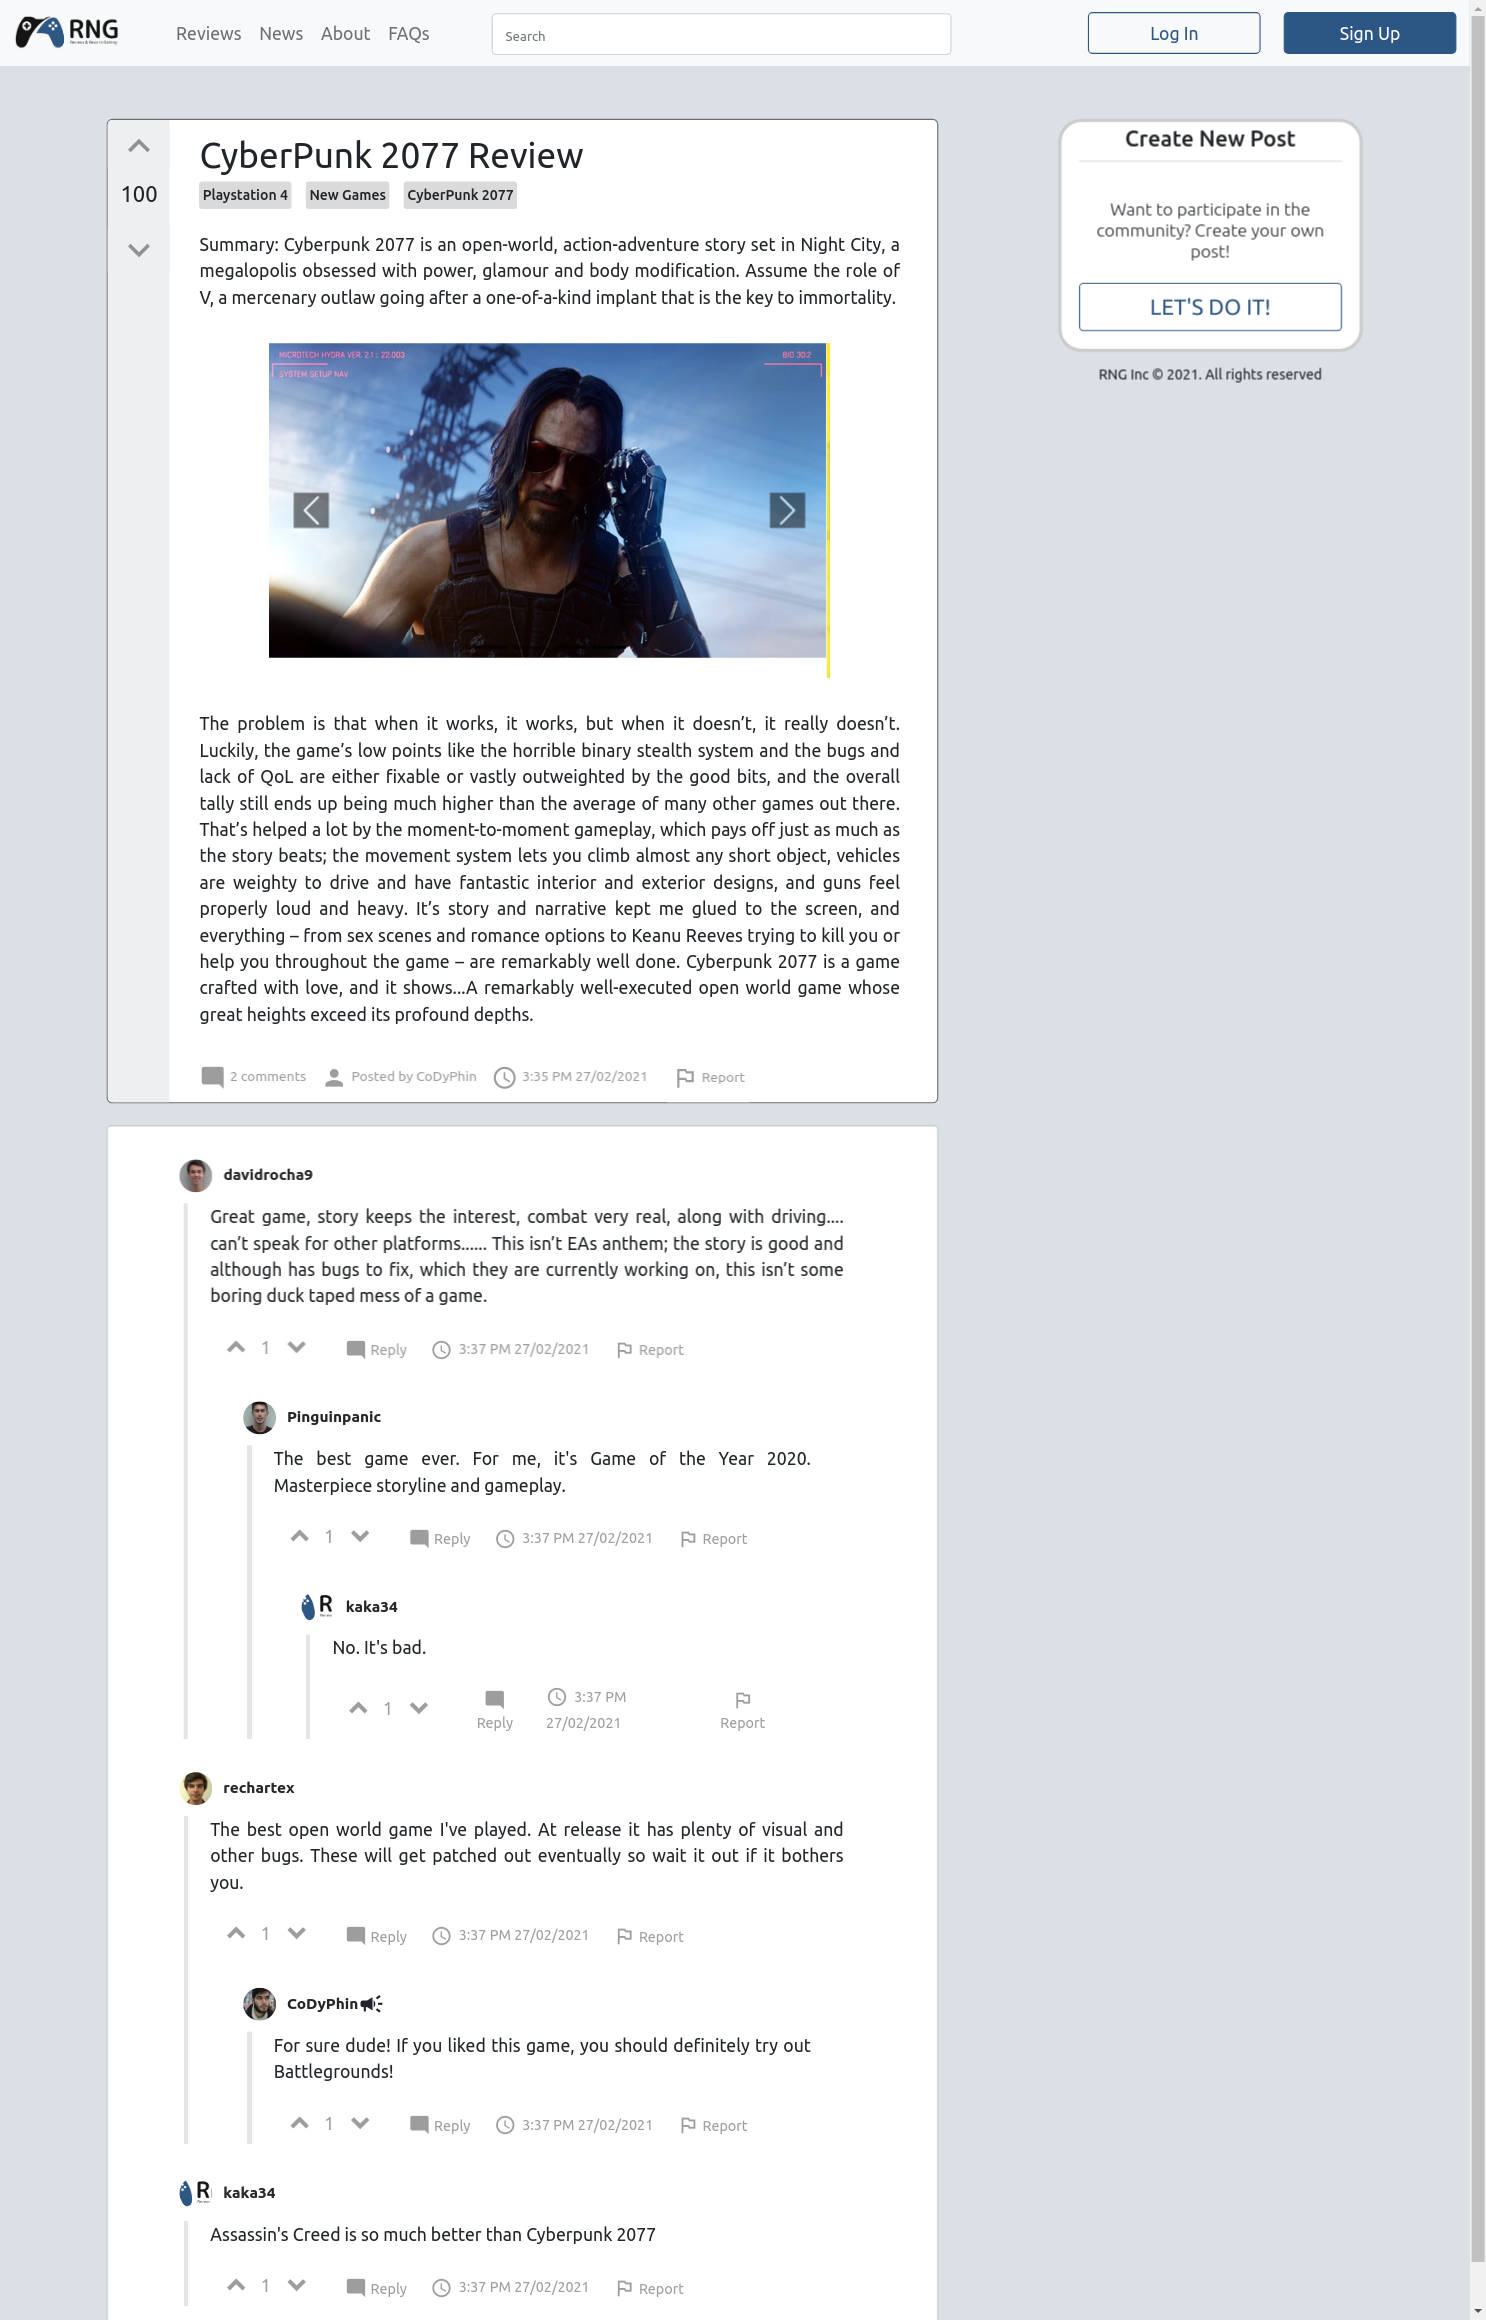 RNG
Reviews & News in Gaming
Reviews News About FAQs
Search
Log In
Sign Up
100
CyberPunk 2077 Review
Playstation 4 New Games CyberPunk 2077
Summary: Cyberpunk 2077 is an open-world, action-adventure story set in Night City, a
megalopolis obsessed with power, glamour and body modification. Assume the role of
V, a mercenary outlaw going after a one-of-a-kind implant that is the key to immortality.
MICROTECH HYDRA VER. 2.1 :: 22.003
BIO 30.2
SYSTEM SETUP NAV
The problem is that when it works, it works, but when it doesn’t, it really doesn’t.
Luckily, the game’s low points like the horrible binary stealth system and the bugs and
lack of QoL are either fixable or vastly outweighted by the good bits, and the overall
tally still ends up being much higher than the average of many other games out there.
That’s helped a lot by the moment-to-moment gameplay, which pays off just as much as
the story beats; the movement system lets you climb almost any short object, vehicles
are weighty to drive and have fantastic interior and exterior designs, and guns feel
properly loud and heavy. It’s story and narrative kept me glued to the screen, and
everything – from sex scenes and romance options to Keanu Reeves trying to kill you or
help you throughout the game – are remarkably well done. Cyberpunk 2077 is a game
crafted with love, and it shows...A remarkably well-executed open world game whose
great heights exceed its profound depths.
2 comments Posted by CoDyPhin 3:35 PM 27/02/2021 Report
Create New Post
Want to participate in the
community? Create your own
post!
LET'S DO IT!
RNG Inc © 2021. All rights reserved
davidrocha9
Great game, story keeps the interest, combat very real, along with driving....
can’t speak for other platforms...... This isn’t EAs anthem; the story is good and
although has bugs to fix, which they are currently working on, this isn’t some
boring duck taped mess of a game.
1 Reply 3:37 PM 27/02/2021 Report
Pinguinpanic
The best game ever. For me, it's Game of the Year 2020.
Masterpiece storyline and gameplay.
1 Reply 3:37 PM 27/02/2021 Report
R
kaka34
No. It's bad.
1 Reply 3:37 PM
27/02/2021 Report
rechartex
The best open world game I've played. At release it has plenty of visual and
other bugs. These will get patched out eventually so wait it out if it bothers
you.
1 Reply 3:37 PM 27/02/2021 Report
CoDyPhin
For sure dude! If you liked this game, you should definitely try out
Battlegrounds!
1 Reply 3:37 PM 27/02/2021 Report
R
kaka34
Assassin's Creed is so much better than Cyberpunk 2077
1 Reply 3:37 PM 27/02/2021 Report